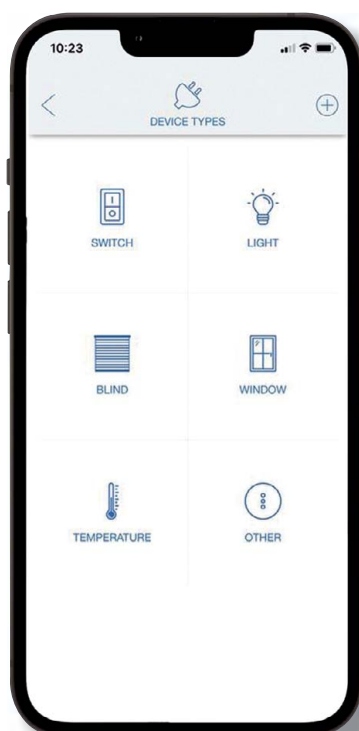 10:23
DEVICE TYPES
SWITCH
LIGHT
BLIND
WINDOW
TEMPERATURE
OTHER